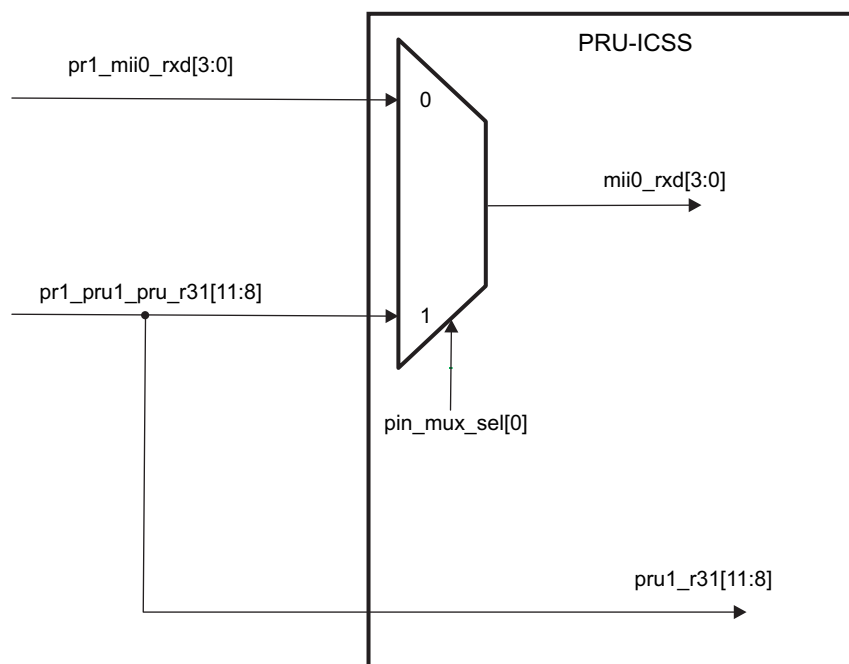 PRU-ICSS
pr1_mii0_rxd[3:0]
0
mii0_rxd[3:0]
pr1_pru1_pru_r31[11:8]
1
pin_mux_sel[0]
pru1_r31[11:8]